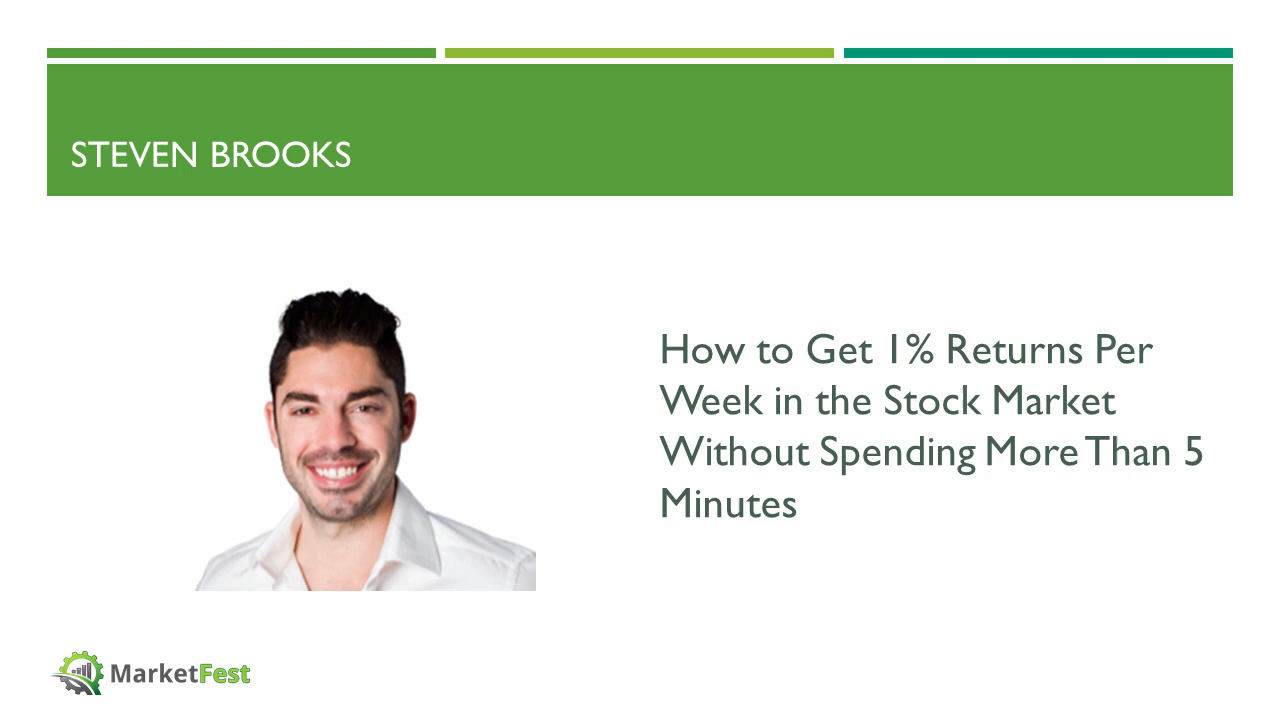 STEVEN BROOKS
How to Get 1% Returns Per
Week in the Stock Market
Without Spending More Than 5
Minutes
MarketFest